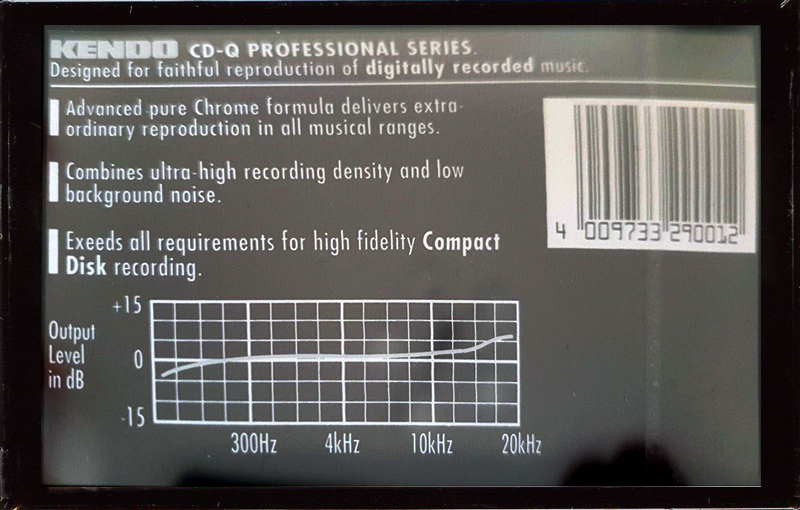 KENDO CD-Q PROFESSIONAL SERIES.
Designed for faithful reproduction of digitally recorded music.
Advanced pure Chrome formula delivers extra-
ordinary reproduction in all musical ranges.
Combines ultra-high recording density and low
background noise.
Exeeds all requirements for high fidelity Compact
Disk recording.
4 009733 290012
+15
Output
Level
in dB
0
-15
300Hz 4kHz 10kHz 20kHz